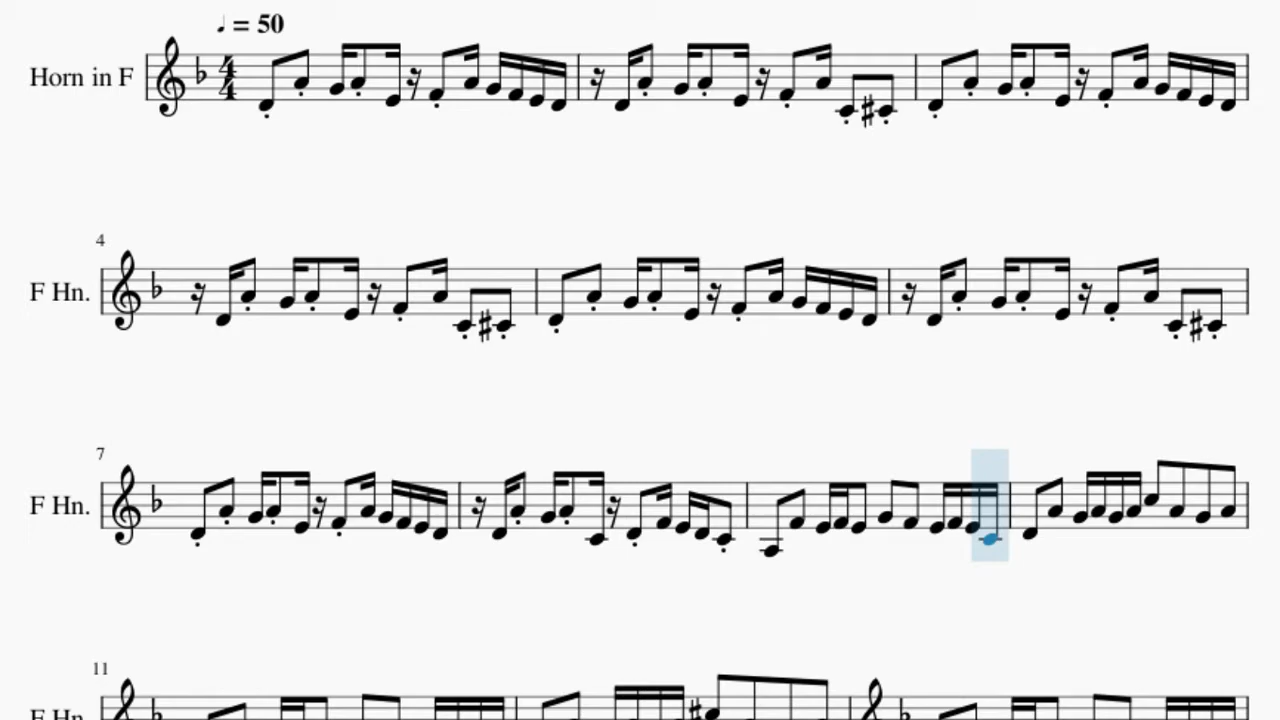 ♩ = 50
Horn in F
4
F Hn.
7
F Hn.
11
F Hn.